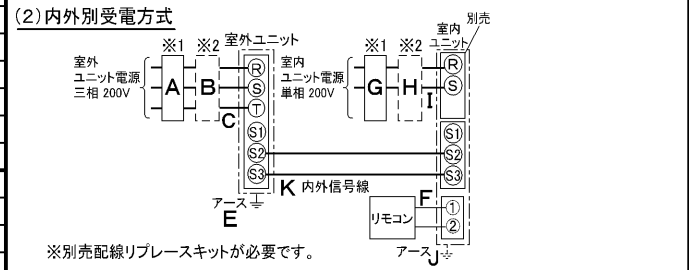 (2)内外別受電方式
※1 ※2 室外ユニット
室外
ユニット電源
三相 200V
A
B
C
R
S
T
S1
S2
S3
アース
E
※1 ※2
室内
ユニット
別売
室内
ユニット電源
単相 200V
G
H
I
R
S
S1
S2
S3
K 内外信号線
リモコン
F
①
②
アース
J
※別売配線リプレースキットが必要です。